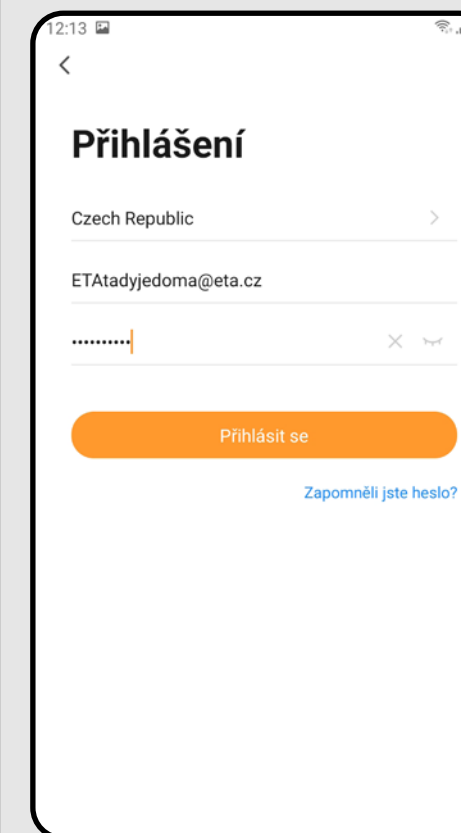 12:13
Přihlášení
Czech Republic
ETAtadyjedoma@eta.cz
••••••••••
Přihlásit se
Zapomněli jste heslo?